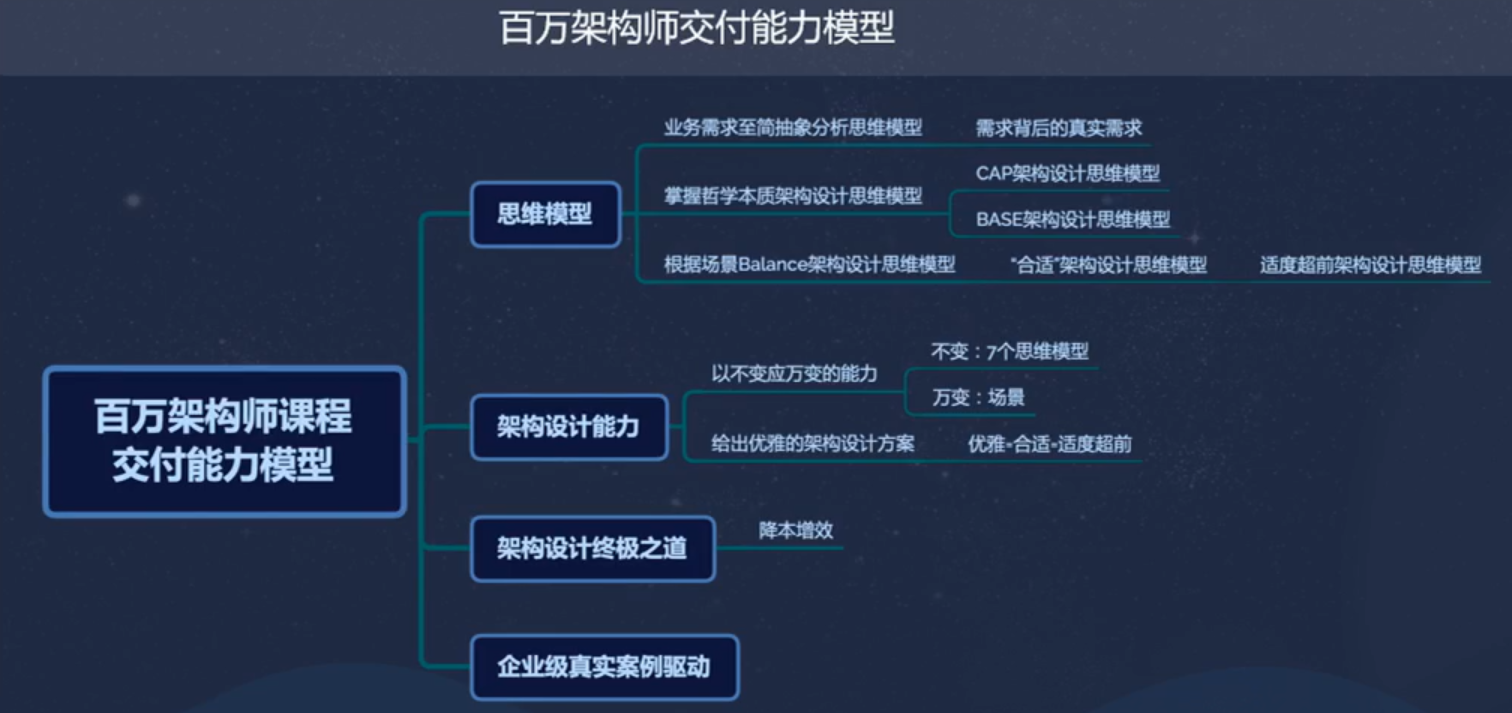 百万架构师交付能力模型
业务需求至简抽象分析思维模型
需求背后的真实需求
CAP架构设计思维模型
掌握哲学本质架构设计思维模型
BASE架构设计思维模型
思维模型
根据场景Balance架构设计思维模型
“合适”架构设计思维模型
适度超前架构设计思维模型
百万架构师课程
交付能力模型
不变：7个思维模型
以不变应万变的能力
万变：场景
架构设计能力
给出优雅的架构设计方案
优雅=合适=适度超前
架构设计终极之道
降本增效
企业级真实案例驱动